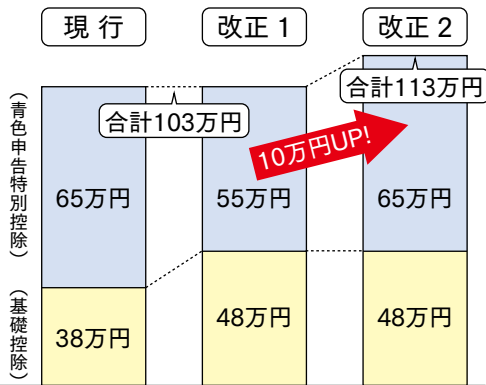 現 行
改正 1
改正 2
合計103万円
合計113万円
10万円UP!
(青色申告特別控除)
65万円
55万円
65万円
(基礎控除)
38万円
48万円
48万円